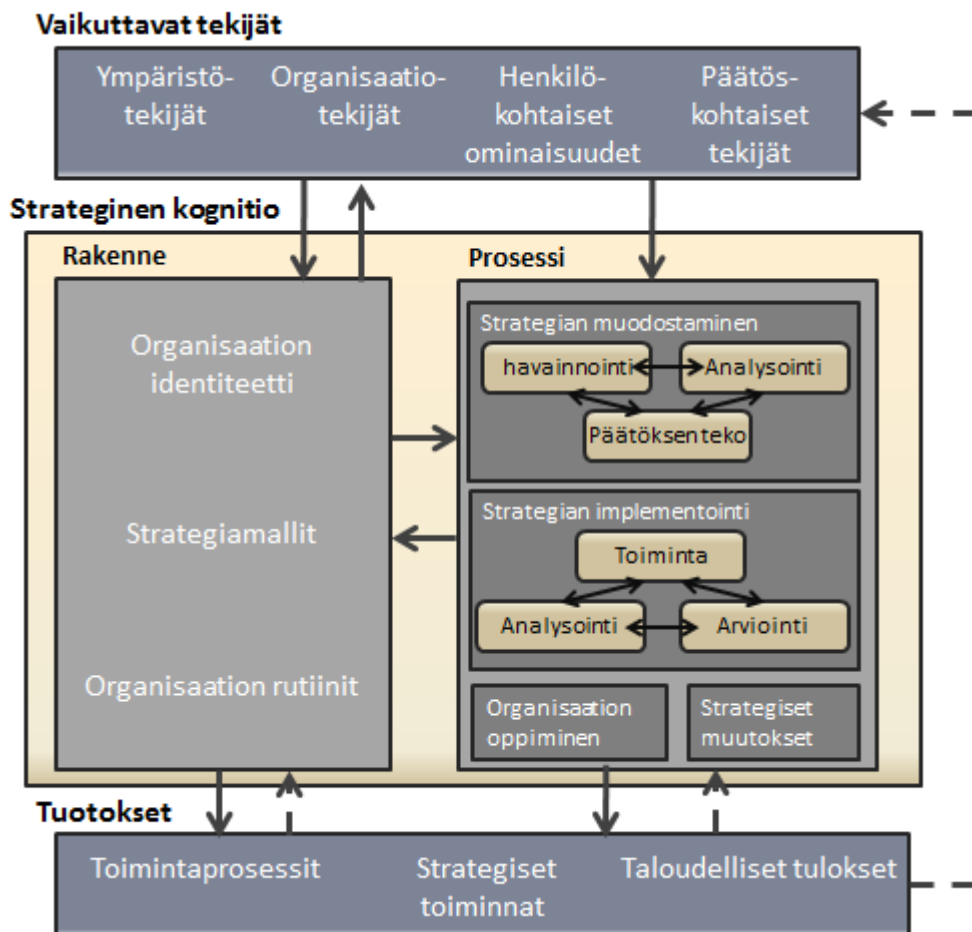 Vaikuttavat tekijät
Ympäristö-
tekijät
Organisaatio-
tekijät
Henkilö-
kohtaiset
ominaisuudet
Päätös-
kohtaiset
tekijät
Strateginen kognitio
Rakenne
Organisaation
identiteetti
Strategiamallit
Organisaation rutiinit
Prosessi
Strategian muodostaminen
havainnointi
Analysointi
Päätöksenteko
Strategian implementointi
Toiminta
Analysointi
Arviointi
Organisaation
oppiminen
Strategiset
muutokset
Tuotokset
Toimintaprosessit
Strategiset
toiminnat
Taloudelliset tulokset